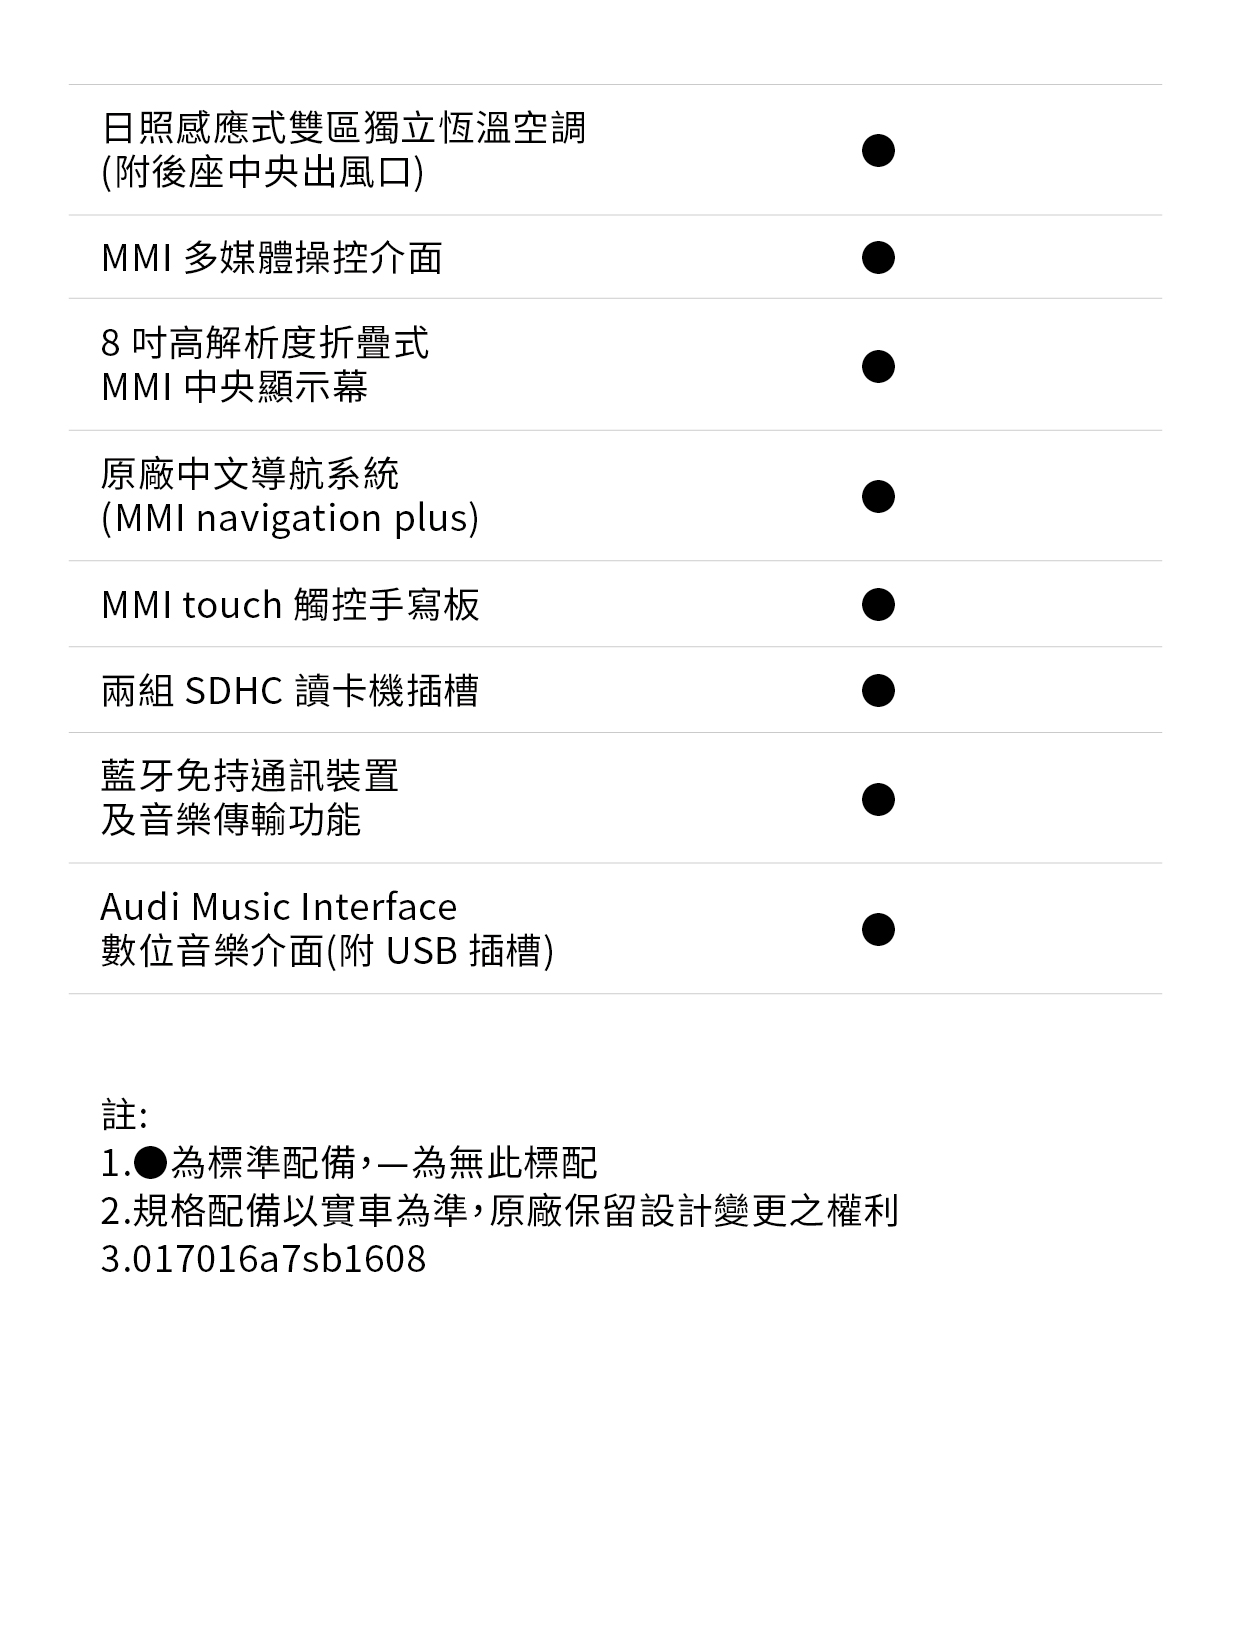 日照感應式雙區獨立恆溫空調
(附後座中央出風口)
●
MMI 多媒體操控介面
●
8 吋高解析度折疊式
MMI 中央顯示幕
●
原廠中文導航系統
(MMI navigation plus)
●
MMI touch 觸控手寫板
●
兩組 SDHC 讀卡機插槽
●
藍牙免持通訊裝置
及音樂傳輸功能
●
Audi Music Interface
數位音樂介面(附 USB 插槽)
●
註:
1.●為標準配備，—為無此標配
2.規格配備以實車為準，原廠保留設計變更之權利
3.017016a7sb1608